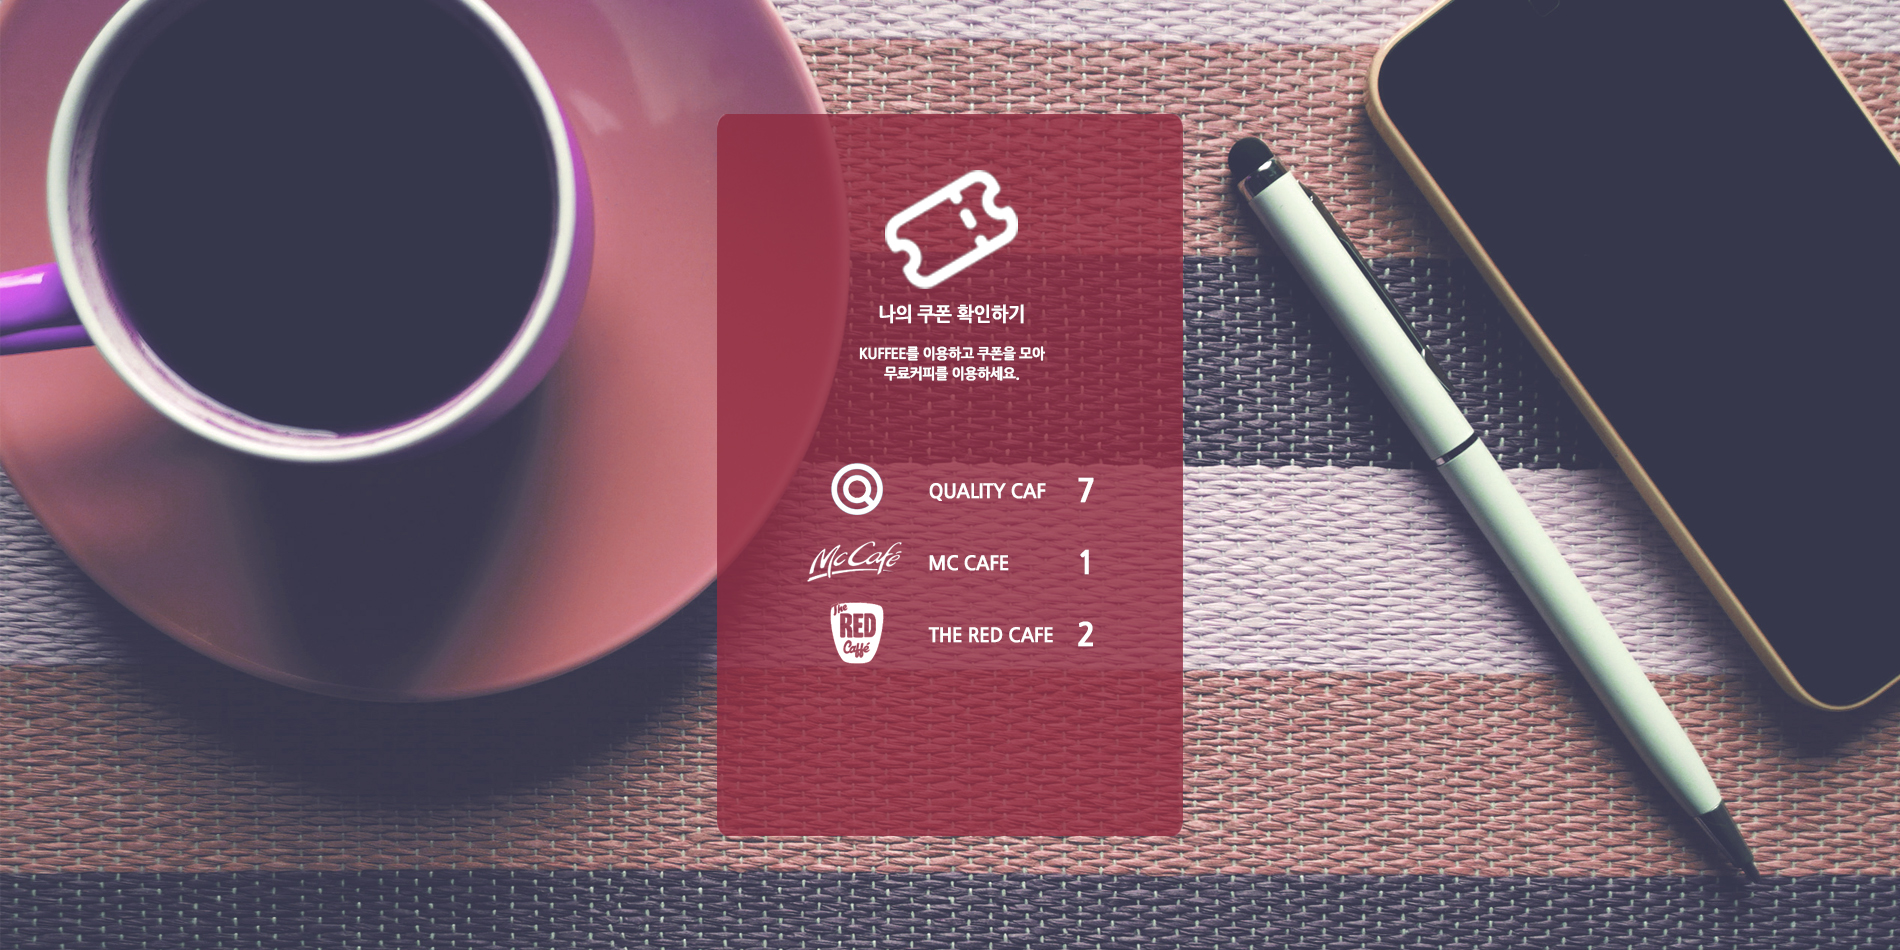 나의 쿠폰 확인하기
KUFFEE를 이용하고 쿠폰을 모아
무료커피를 이용하세요.
QUALITY CAF 7
McCafé MC CAFE 1
The
RED
Caffé
THE RED CAFE 2